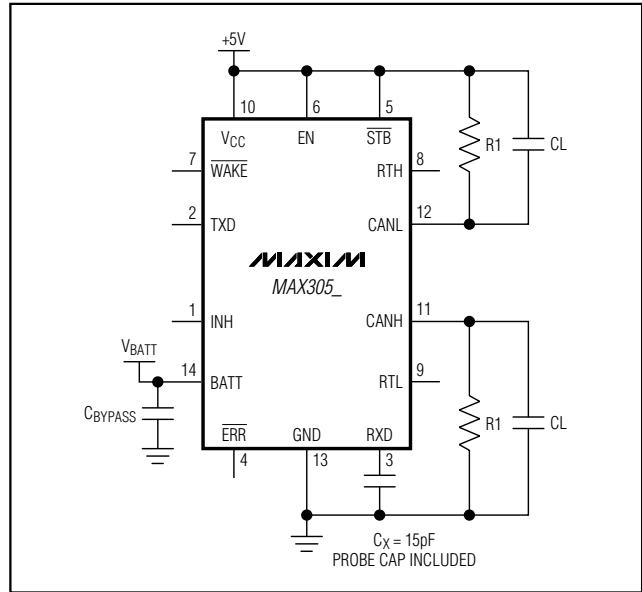 +5V
10
6
5
VCC
EN
STB
7
WAKE
RTH
8
R1
CL
2
TXD
CANL
12
MAXIM
MAX305_
1
INH
CANH
11
VBATT
14
BATT
RTL
9
CBYPASS
R1
CL
ERR
GND
RXD
4
13
3
CX = 15pF
PROBE CAP INCLUDED